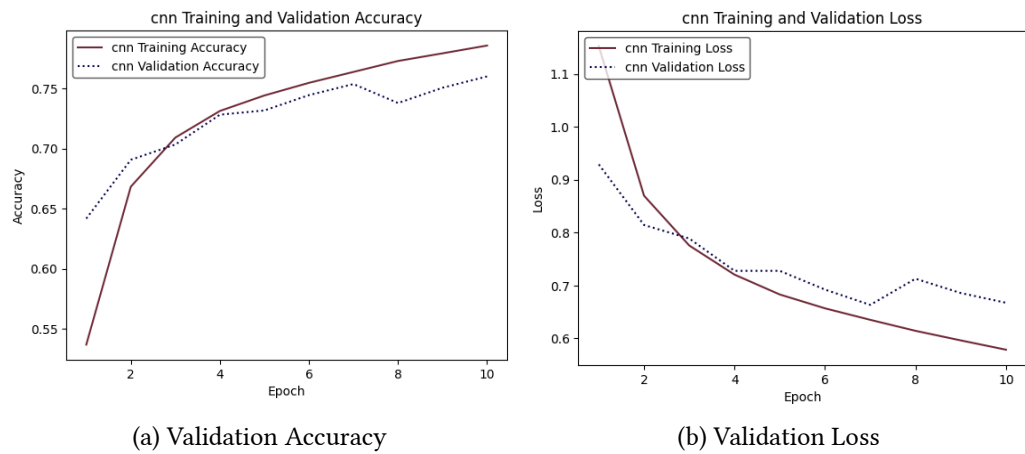 cnn Training and Validation Accuracy
cnn Training Accuracy
cnn Validation Accuracy
0.75
0.70
0.65
0.60
0.55
Accuracy
2
4
6
8
10
Epoch
(a) Validation Accuracy
cnn Training and Validation Loss
cnn Training Loss
cnn Validation Loss
1.1
1.0
0.9
0.8
0.7
0.6
Loss
2
4
6
8
10
Epoch
(b) Validation Loss